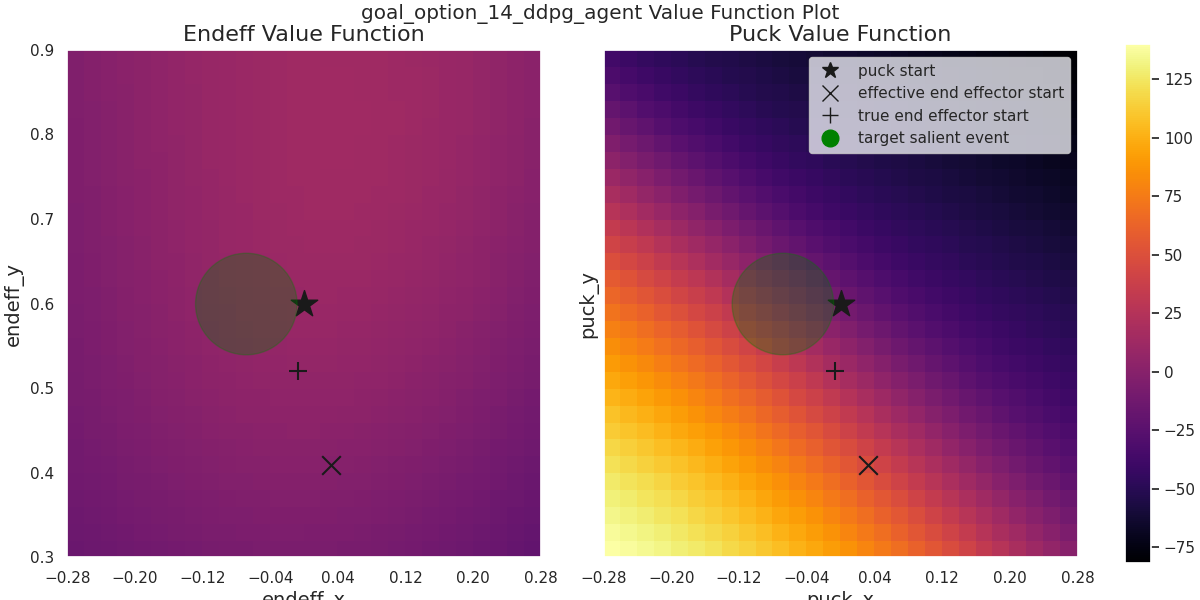 goal_option_14_ddpg_agent Value Function Plot
Endeff Value Function
Puck Value Function
puck start
effective end effector start
true end effector start
target salient event
endeff_y
0.9
0.8
0.7
0.6
0.5
0.4
0.3
−0.28 −0.20 −0.12 −0.04 0.04 0.12 0.20 0.28
endeff_x
puck_y
−0.28 −0.20 −0.12 −0.04 0.04 0.12 0.20 0.28
puck_x
125
100
75
50
25
0
−25
−50
−75